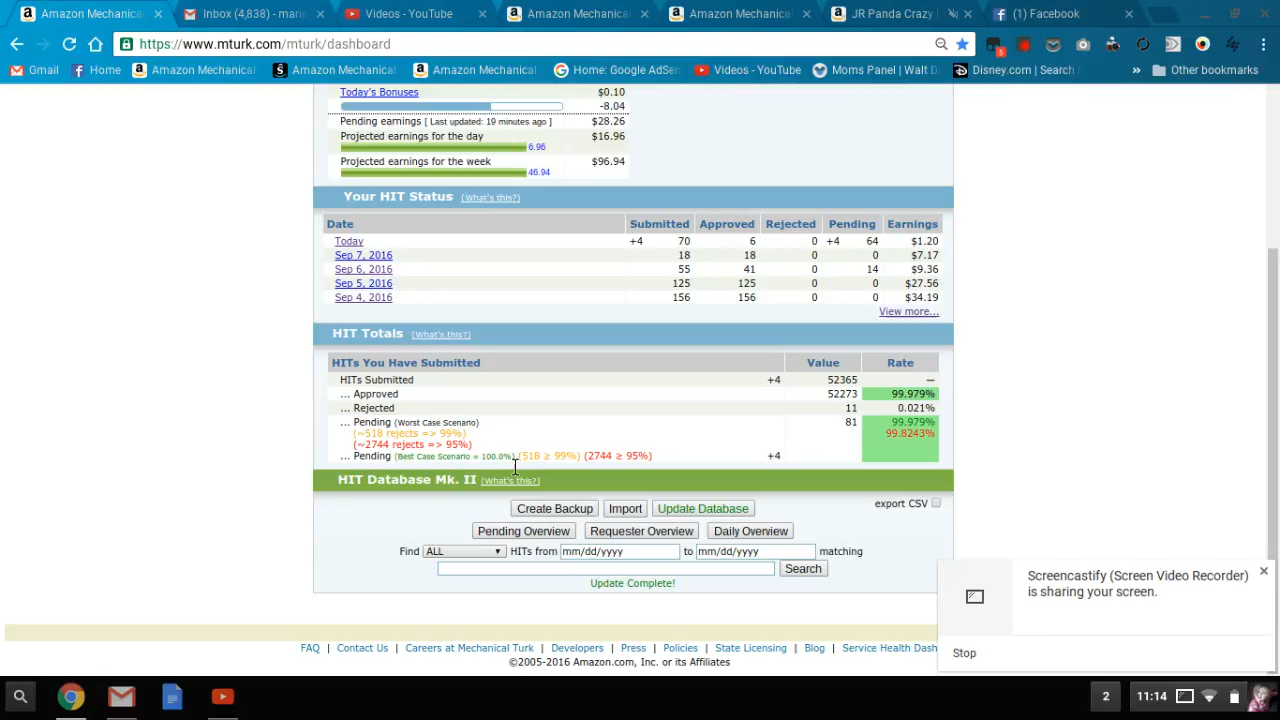 Amazon Mechanical
Inbox (4,838) - maris
Videos - YouTube
Amazon Mechanical
Amazon Mechanical
JR Panda Crazy
(1) Facebook
https://www.mturk.com/mturk/dashboard
Gmail
Home
Amazon Mechanical
Amazon Mechanical
Amazon Mechanical
Home: Google AdSen
Videos - YouTube
Moms Panel | Walt D
Disney.com | Search
» Other bookmarks
Today's Bonuses $0.10
-8.04
Pending earnings [ Last updated: 19 minutes ago ] $28.26
Projected earnings for the day $16.96
6.96
Projected earnings for the week $96.94
46.94
Your HIT Status (What's this?)
Date Submitted Approved Rejected Pending Earnings
Today +4 70 6 0 +4 64 $1.20
Sep 7, 2016 18 18 0 0 $7.17
Sep 6, 2016 55 41 0 14 $9.36
Sep 5, 2016 125 125 0 0 $27.56
Sep 4, 2016 156 156 0 0 $34.19
View more...
HIT Totals (What's this?)
HITs You Have Submitted Value Rate
HITs Submitted +4 52365 —
... Approved 52273 99.979%
... Rejected 11 0.021%
... Pending (Worst Case Scenario) 81 99.979%
(~518 rejects => 99%) 99.8243%
(~2744 rejects => 95%)
... Pending (Best Case Scenario = 100.0%) (518 ≥ 99%) (2744 ≥ 95%) +4
HIT Database Mk. II (What's this?)
Create Backup Import Update Database export CSV
Pending Overview Requester Overview Daily Overview
Find ALL HITs from mm/dd/yyyy to mm/dd/yyyy matching
Search
Update Complete!
Screencastify (Screen Video Recorder)
is sharing your screen.
Stop
FAQ | Contact Us | Careers at Mechanical Turk | Developers | Press | Policies | State Licensing | Blog | Service Health Dash
©2005-2016 Amazon.com, Inc. or its Affiliates
2 11:14